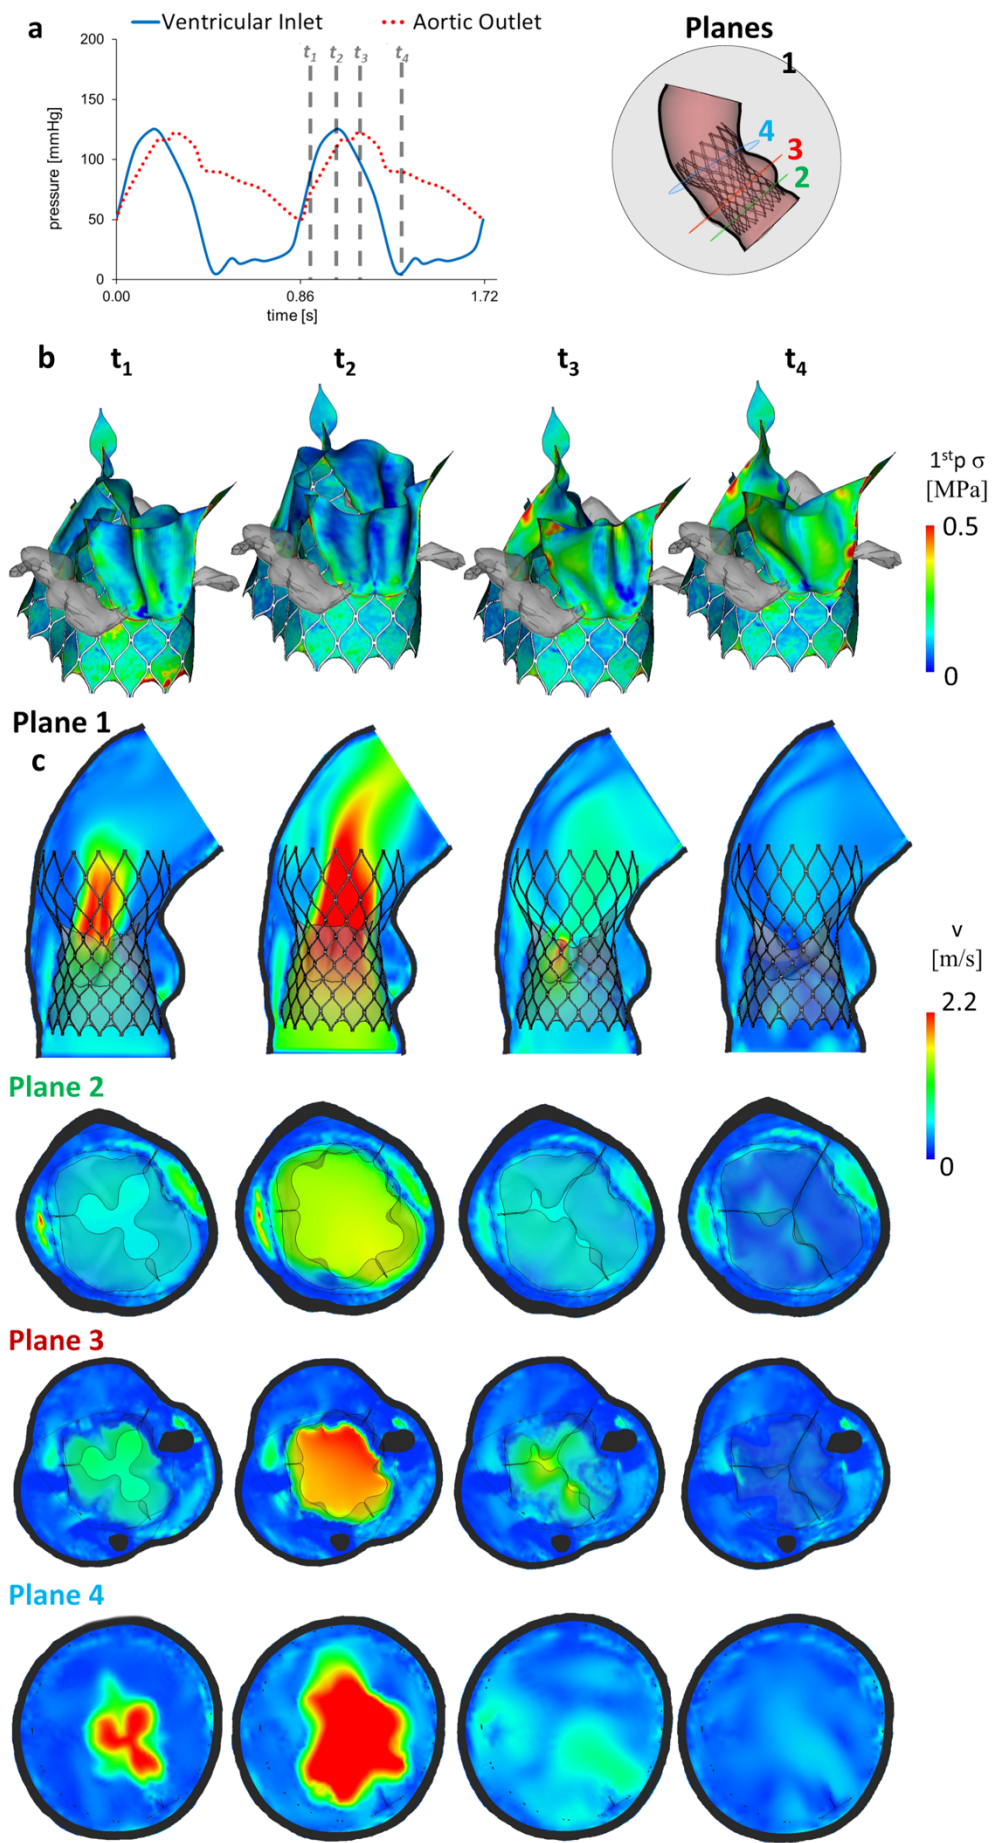 a
Ventricular Inlet
Aortic Outlet
200
150
100
50
0
pressure [mmHg]
t1
t2
t3
t4
0.00
0.86
1.72
time [s]
Planes
1
4
3
2
b
t1
t2
t3
t4
1stp σ
[MPa]
0.5
0
Plane 1
c
v
[m/s]
2.2
0
Plane 2
Plane 3
Plane 4